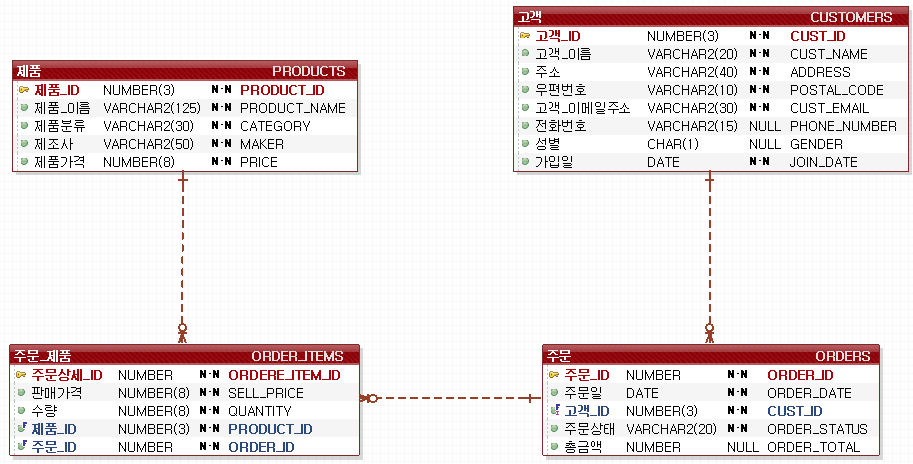 고객 CUSTOMERS
고객_ID NUMBER(3) N-N CUST_ID
고객_이름 VARCHAR2(20) N-N CUST_NAME
주소 VARCHAR2(40) N-N ADDRESS
우편번호 VARCHAR2(10) N-N POSTAL_CODE
고객_이메일주소 VARCHAR2(30) N-N CUST_EMAIL
전화번호 VARCHAR2(15) NULL PHONE_NUMBER
성별 CHAR(1) NULL GENDER
가입일 DATE N-N JOIN_DATE
제품 PRODUCTS
제품_ID NUMBER(3) N-N PRODUCT_ID
제품_이름 VARCHAR2(125) N-N PRODUCT_NAME
제품분류 VARCHAR2(30) N-N CATEGORY
제조사 VARCHAR2(50) N-N MAKER
제품가격 NUMBER(8) N-N PRICE
주문_제품 ORDER_ITEMS
주문상세_ID NUMBER N-N ORDERE_ITEM_ID
판매가격 NUMBER(8) N-N SELL_PRICE
수량 NUMBER(8) N-N QUANTITY
제품_ID NUMBER(3) N-N PRODUCT_ID
주문_ID NUMBER N-N ORDER_ID
주문 ORDERS
주문_ID NUMBER N-N ORDER_ID
주문일 DATE N-N ORDER_DATE
고객_ID NUMBER(3) N-N CUST_ID
주문상태 VARCHAR2(20) N-N ORDER_STATUS
총금액 NUMBER NULL ORDER_TOTAL